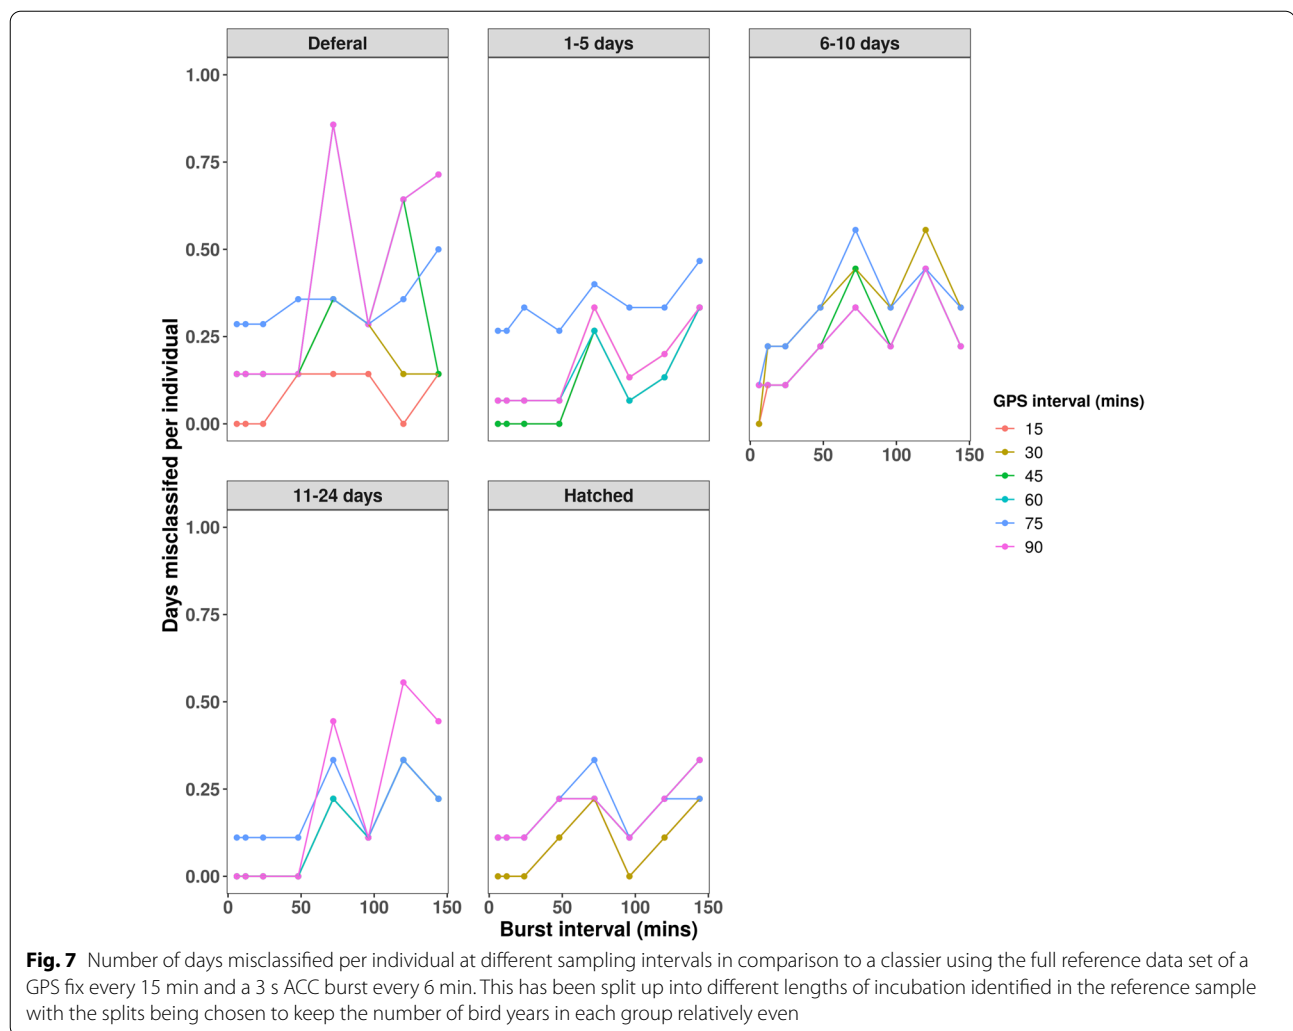 Deferal
1-5 days
6-10 days
1.00
0.75
0.50
0.25
0.00
0 50 100 150
Days misclassifed per individual
11-24 days
Hatched
1.00
0.75
0.50
0.25
0.00
0 50 100 150
0 50 100 150
Burst interval (mins)
GPS interval (mins)
15
30
45
60
75
90
Fig. 7 Number of days misclassified per individual at different sampling intervals in comparison to a classier using the full reference data set of a
GPS fix every 15 min and a 3 s ACC burst every 6 min. This has been split up into different lengths of incubation identified in the reference sample
with the splits being chosen to keep the number of bird years in each group relatively even